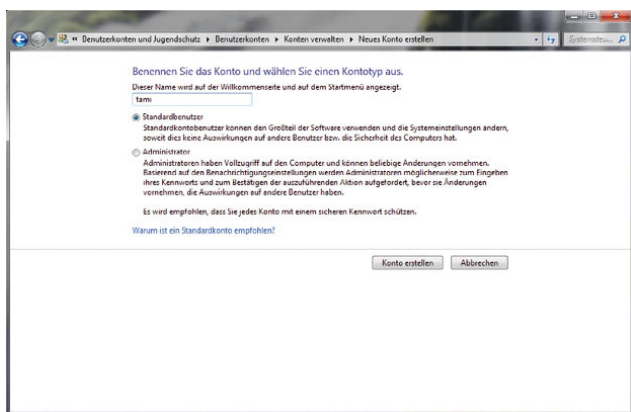 « Benutzerkonten und Jugendschutz ▸ Benutzerkonten ▸ Konten verwalten ▸ Neues Konto erstellen
Systemsteu...
Benennen Sie das Konto und wählen Sie einen Kontotyp aus.
Dieser Name wird auf der Willkommenseite und auf dem Startmenü angezeigt.
tami
Standardbenutzer
Standardkontobenutzer können den Großteil der Software verwenden und die Systemeinstellungen ändern,
soweit dies keine Auswirkungen auf andere Benutzer bzw. die Sicherheit des Computers hat.
Administrator
Administratoren haben Vollzugriff auf den Computer und können beliebige Änderungen vornehmen.
Basierend auf den Benachrichtigungseinstellungen werden Administratoren möglicherweise zum Eingeben
ihres Kennworts und zum Bestätigen der auszuführenden Aktion aufgefordert, bevor sie Änderungen
vornehmen, die Auswirkungen auf andere Benutzer haben.
Es wird empfohlen, dass Sie jedes Konto mit einem sicheren Kennwort schützen.
Warum ist ein Standardkonto empfohlen?
Konto erstellen Abbrechen